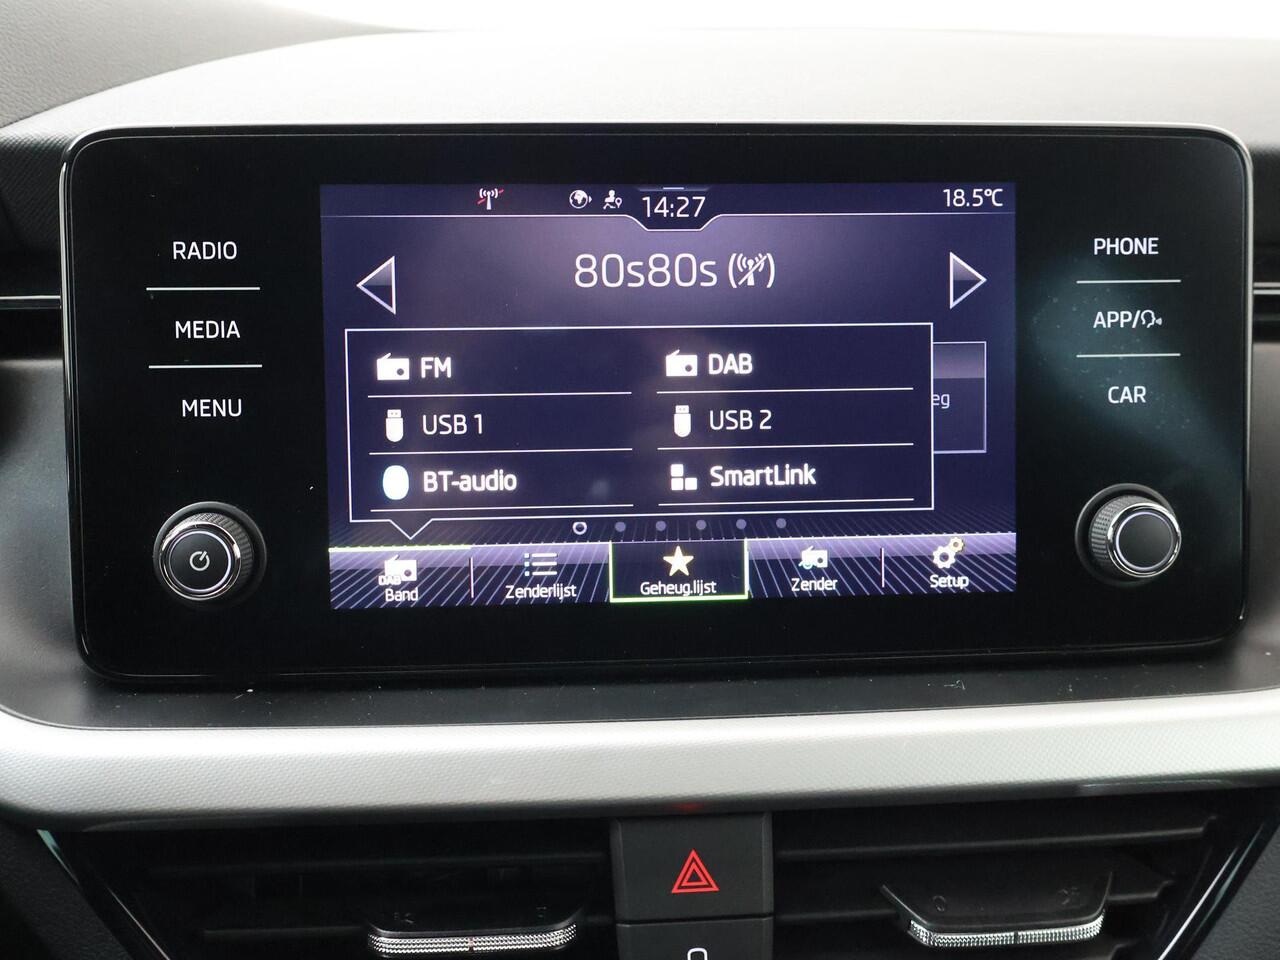 RADIO
MEDIA
MENU
14:27
18.5°C
80s80s
FM
DAB
USB 1
USB 2
BT-audio
SmartLink
eg
DAB
Band
Zenderlijst
Geheug.lijst
Zender
Setup
PHONE
APP/
CAR